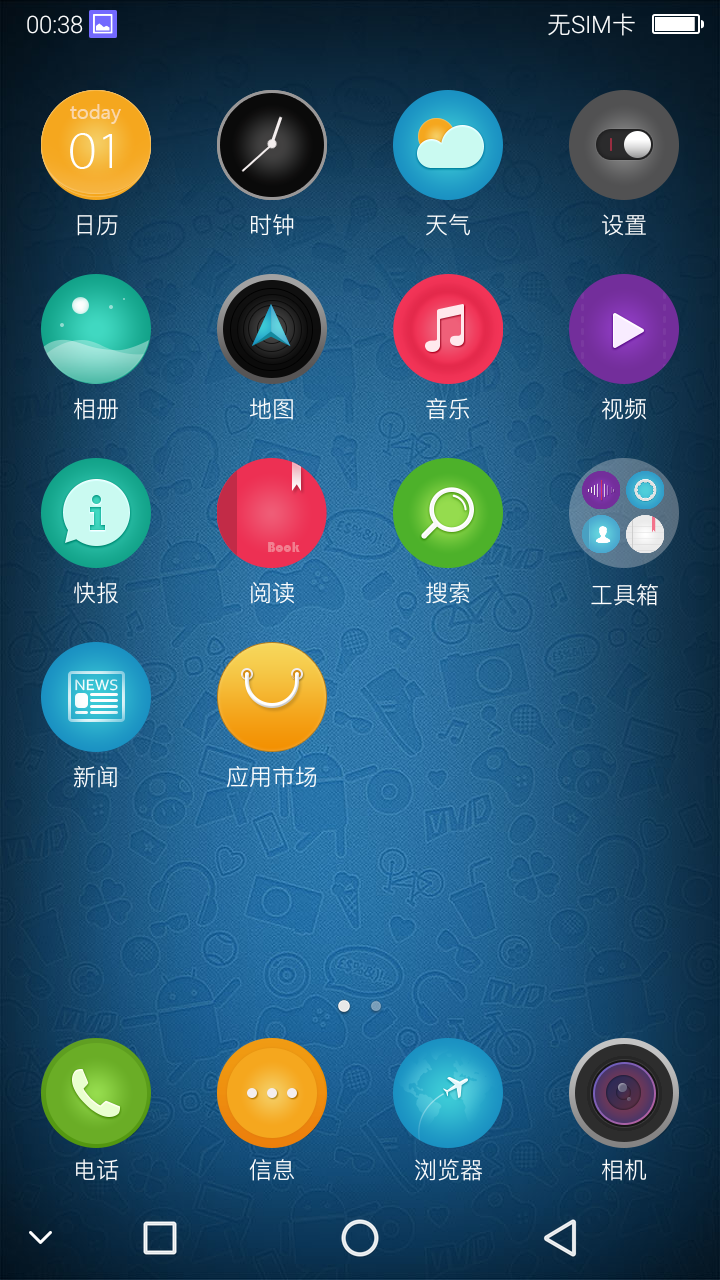 00:38 无SIM卡
today
01
日历 时钟 天气 设置
相册 地图 音乐 视频
Book
快报 阅读 搜索 工具箱
NEWS
新闻 应用市场
电话 信息 浏览器 相机